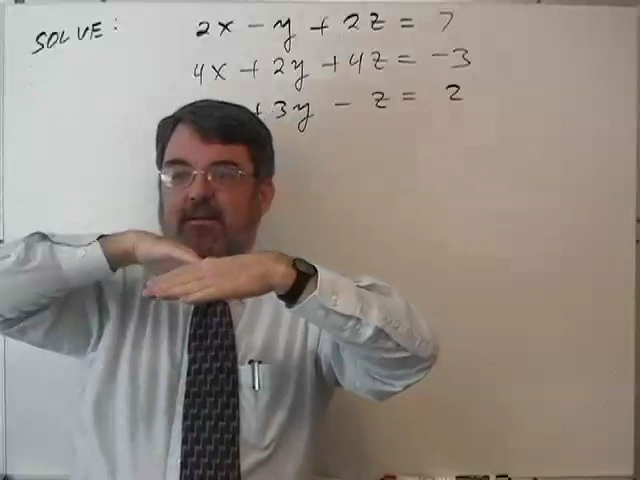 SOLVE: 2x - y + 2z = 7
4x + 2y + 4z = -3
+3y - z = 2